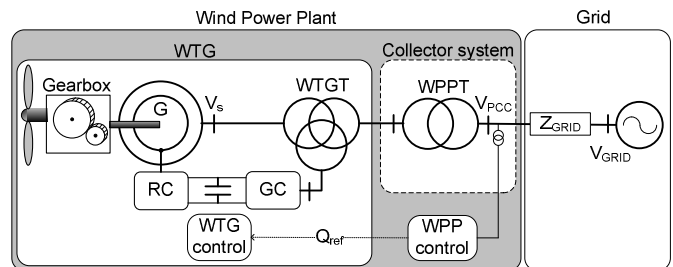 Wind Power Plant
Grid
WTG
Collector system
Gearbox
G
Vs
WTGT
WPPT
VPCC
ZGRID
VGRID
RC
GC
WTG control
Qref
WPP control